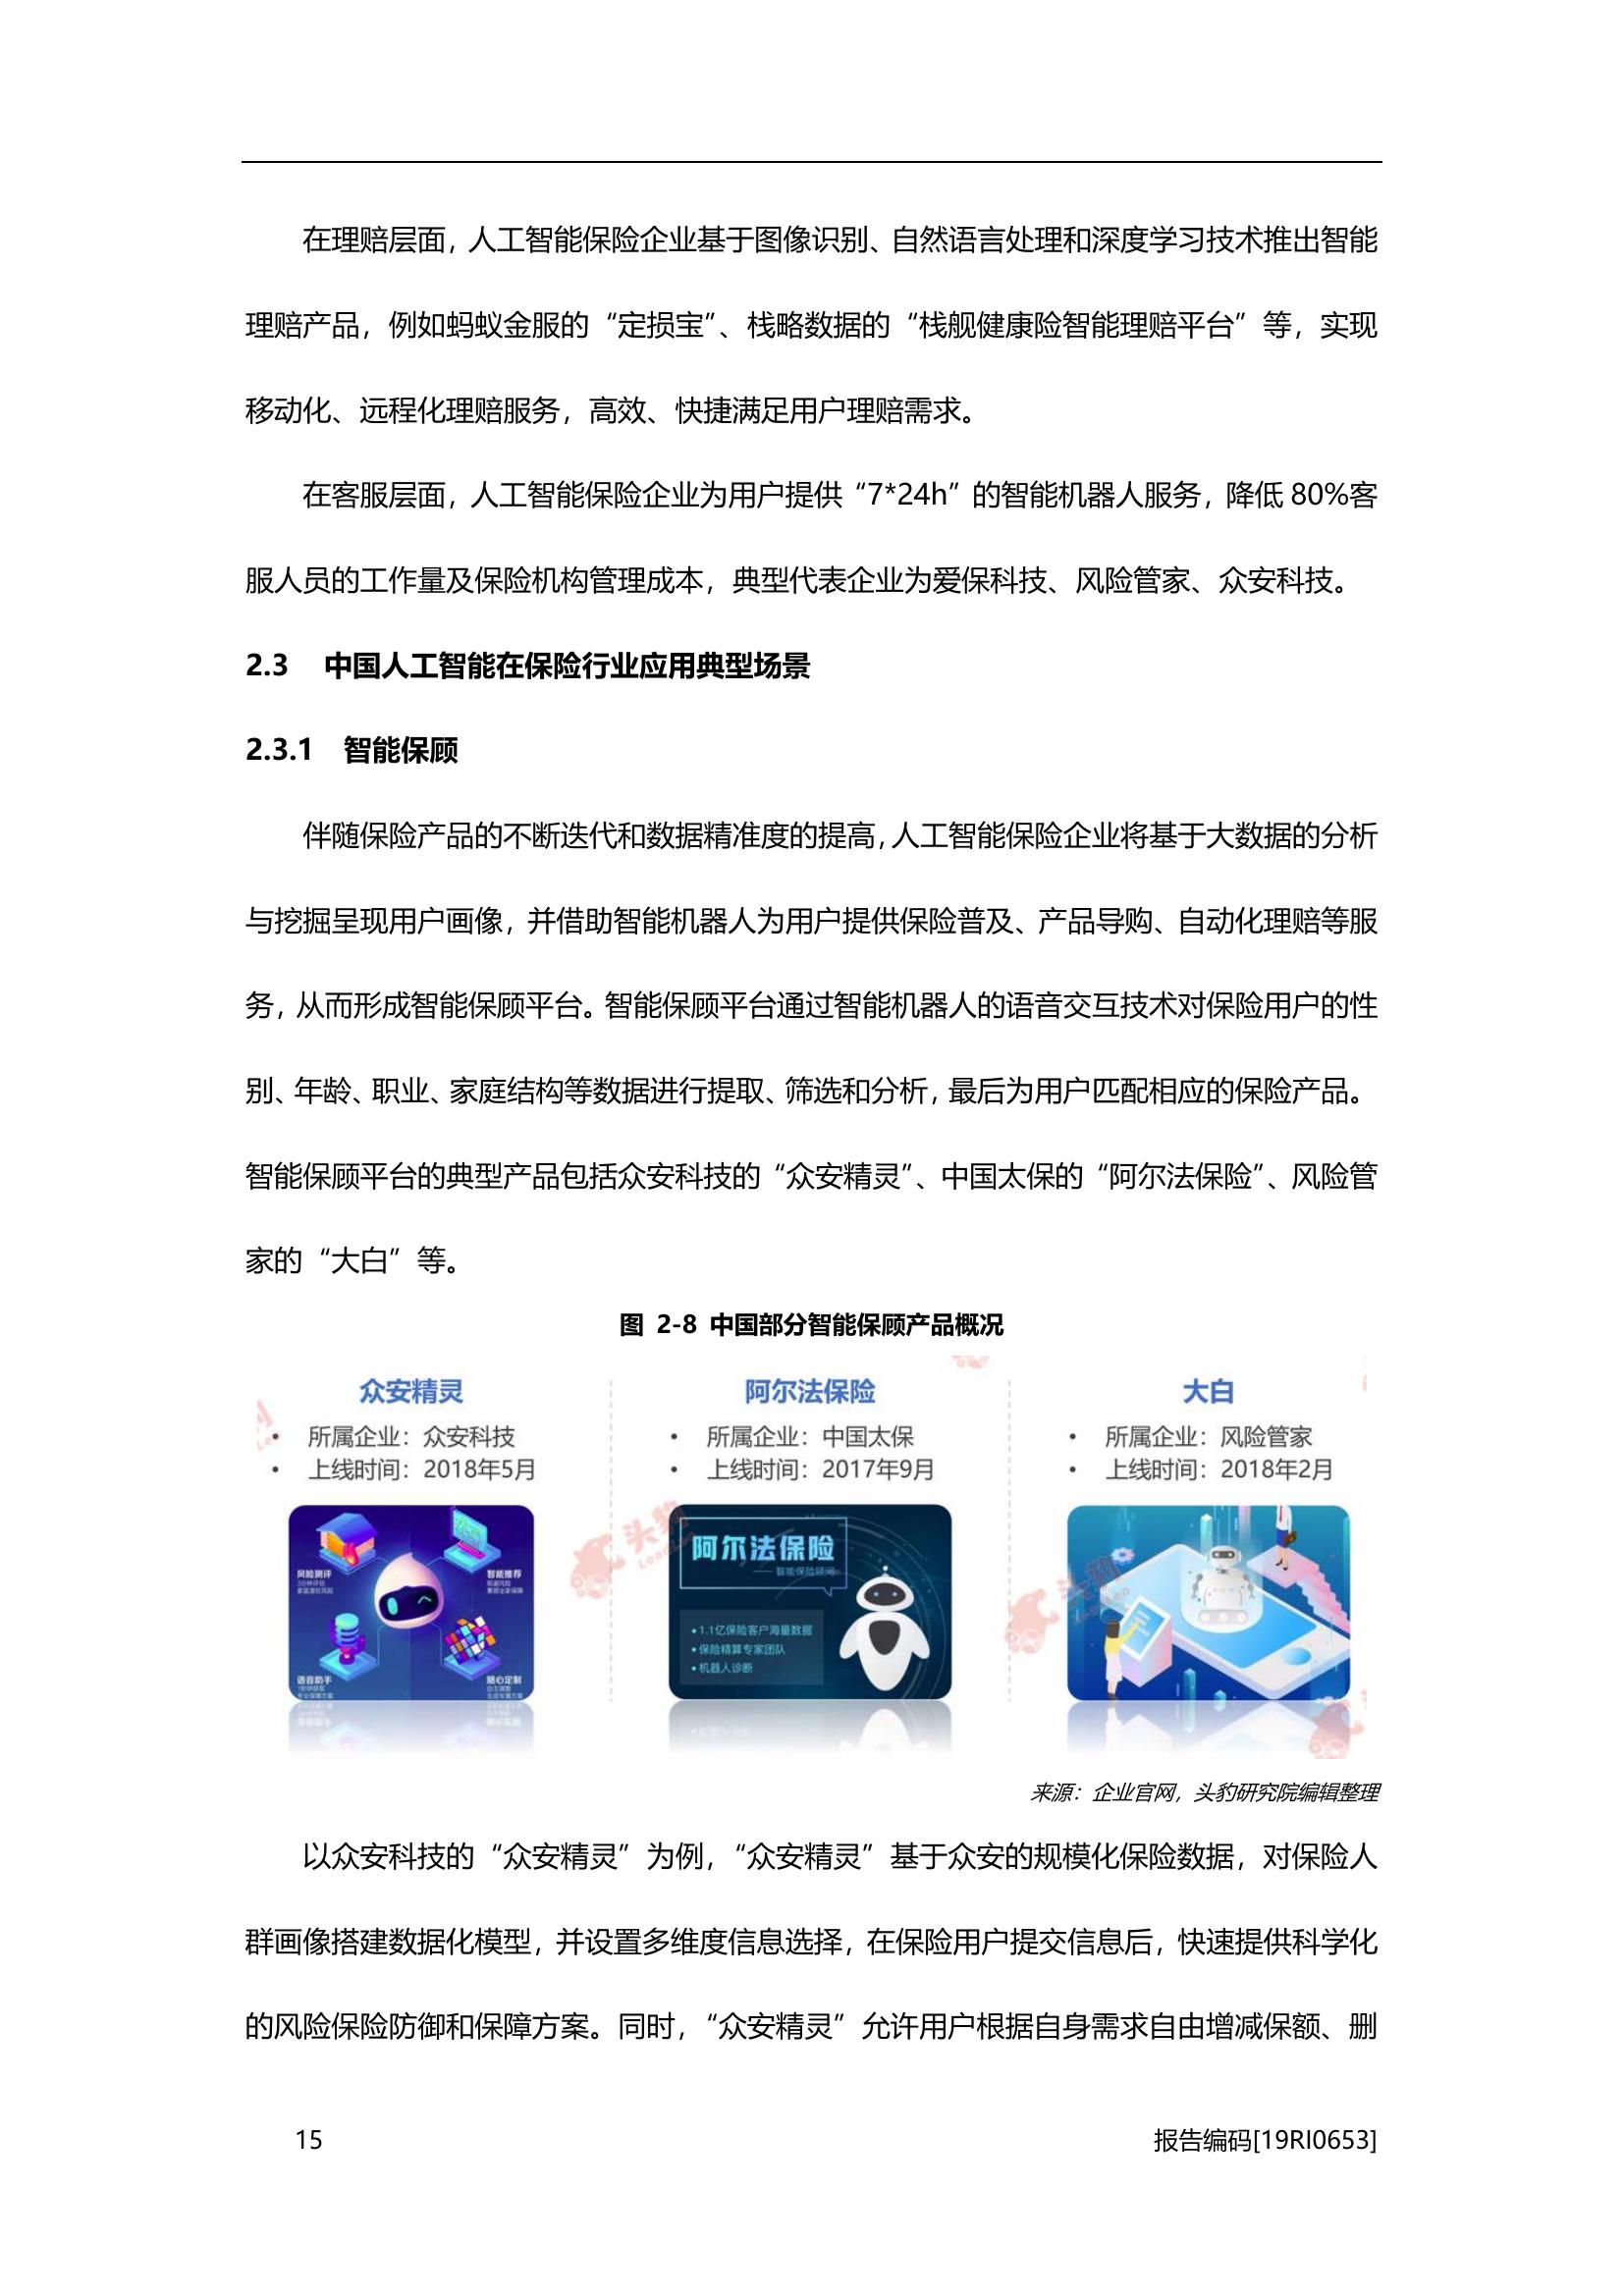 在理赔层面，人工智能保险企业基于图像识别、自然语言处理和深度学习技术推出智能
理赔产品，例如蚂蚁金服的“定损宝”、栈略数据的“栈舰健康险智能理赔平台”等，实现
移动化、远程化理赔服务，高效、快捷满足用户理赔需求。
在客服层面，人工智能保险企业为用户提供“7*24h”的智能机器人服务，降低 80%客
服人员的工作量及保险机构管理成本，典型代表企业为爱保科技、风险管家、众安科技。
2.3 中国人工智能在保险行业应用典型场景
2.3.1 智能保顾
伴随保险产品的不断迭代和数据精准度的提高，人工智能保险企业将基于大数据的分析
与挖掘呈现用户画像，并借助智能机器人为用户提供保险普及、产品导购、自动化理赔等服
务，从而形成智能保顾平台。智能保顾平台通过智能机器人的语音交互技术对保险用户的性
别、年龄、职业、家庭结构等数据进行提取、筛选和分析，最后为用户匹配相应的保险产品。
智能保顾平台的典型产品包括众安科技的“众安精灵”、中国太保的“阿尔法保险”、风险管
家的“大白”等。
图 2-8 中国部分智能保顾产品概况
众安精灵
• 所属企业：众安科技
• 上线时间：2018年5月
风险测评
智能推荐
语音助手
随心定制
阿尔法保险
• 所属企业：中国太保
• 上线时间：2017年9月
阿尔法保险
智能保险顾问
•1.1亿保险客户海量数据
•保险精算专家团队
•机器人诊断
大白
• 所属企业：风险管家
• 上线时间：2018年2月
头豹
头豹
来源：企业官网，头豹研究院编辑整理
以众安科技的“众安精灵”为例，“众安精灵”基于众安的规模化保险数据，对保险人
群画像搭建数据化模型，并设置多维度信息选择，在保险用户提交信息后，快速提供科学化
的风险保险防御和保障方案。同时，“众安精灵”允许用户根据自身需求自由增减保额、删
15
报告编码[19RI0653]